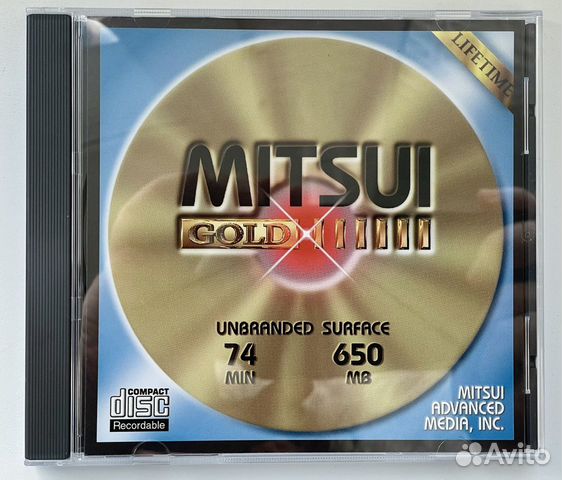 LIFETIME
MITSUI
GOLD
UNBRANDED SURFACE
74 650
MIN MB
COMPACT
disc
Recordable
MITSUI
ADVANCED
MEDIA, INC.
Avito